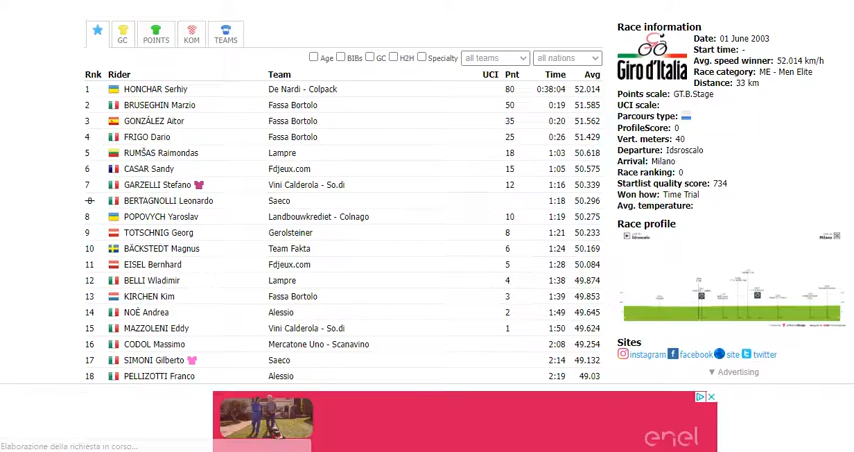 GC
POINTS
KOM
TEAMS
Age BIBs GC H2H Specialty all teams all nations
Rnk Rider Team UCI Pnt Time Avg
1 HONCHAR Serhiy De Nardi - Colpack 80 0:38:04 52.014
2 BRUSEGHIN Marzio Fassa Bortolo 50 0:19 51.585
3 GONZÁLEZ Aitor Fassa Bortolo 35 0:20 51.562
4 FRIGO Dario Fassa Bortolo 25 0:26 51.429
5 RUMŠAS Raimondas Lampre 18 1:03 50.618
6 CASAR Sandy Fdjeux.com 15 1:05 50.575
7 GARZELLI Stefano Vini Calderola - So.di 12 1:16 50.339
8 BERTAGNOLLI Leonardo Saeco 1:18 50.296
8 POPOVYCH Yaroslav Landbouwkrediet - Colnago 10 1:19 50.275
9 TOTSCHNIG Georg Gerolsteiner 8 1:21 50.233
10 BÄCKSTEDT Magnus Team Fakta 6 1:24 50.169
11 EISEL Bernhard Fdjeux.com 5 1:28 50.084
12 BELLI Wladimir Lampre 4 1:38 49.874
13 KIRCHEN Kim Fassa Bortolo 3 1:39 49.853
14 NOÈ Andrea Alessio 2 1:49 49.645
15 MAZZOLENI Eddy Vini Calderola - So.di 1 1:50 49.624
16 CODOL Massimo Mercatone Uno - Scanavino 2:08 49.254
17 SIMONI Gilberto Saeco 2:14 49.132
18 PELLIZOTTI Franco Alessio 2:19 49.03
Race information
Giro d'Italia
Date: 01 June 2003
Start time: -
Avg. speed winner: 52.014 km/h
Race category: ME - Men Elite
Distance: 33 km
Points scale: GT.B.Stage
UCI scale:
Parcours type:
ProfileScore: 0
Vert. meters: 40
Departure: Idsroscalo
Arrival: Milano
Race ranking: 0
Startlist quality score: 734
Won how: Time Trial
Avg. temperature:
Race profile
Idroscalo
Milano
Sites
instagram facebook site twitter
▼ Advertising
enel
Elaborazione della richiesta in corso...